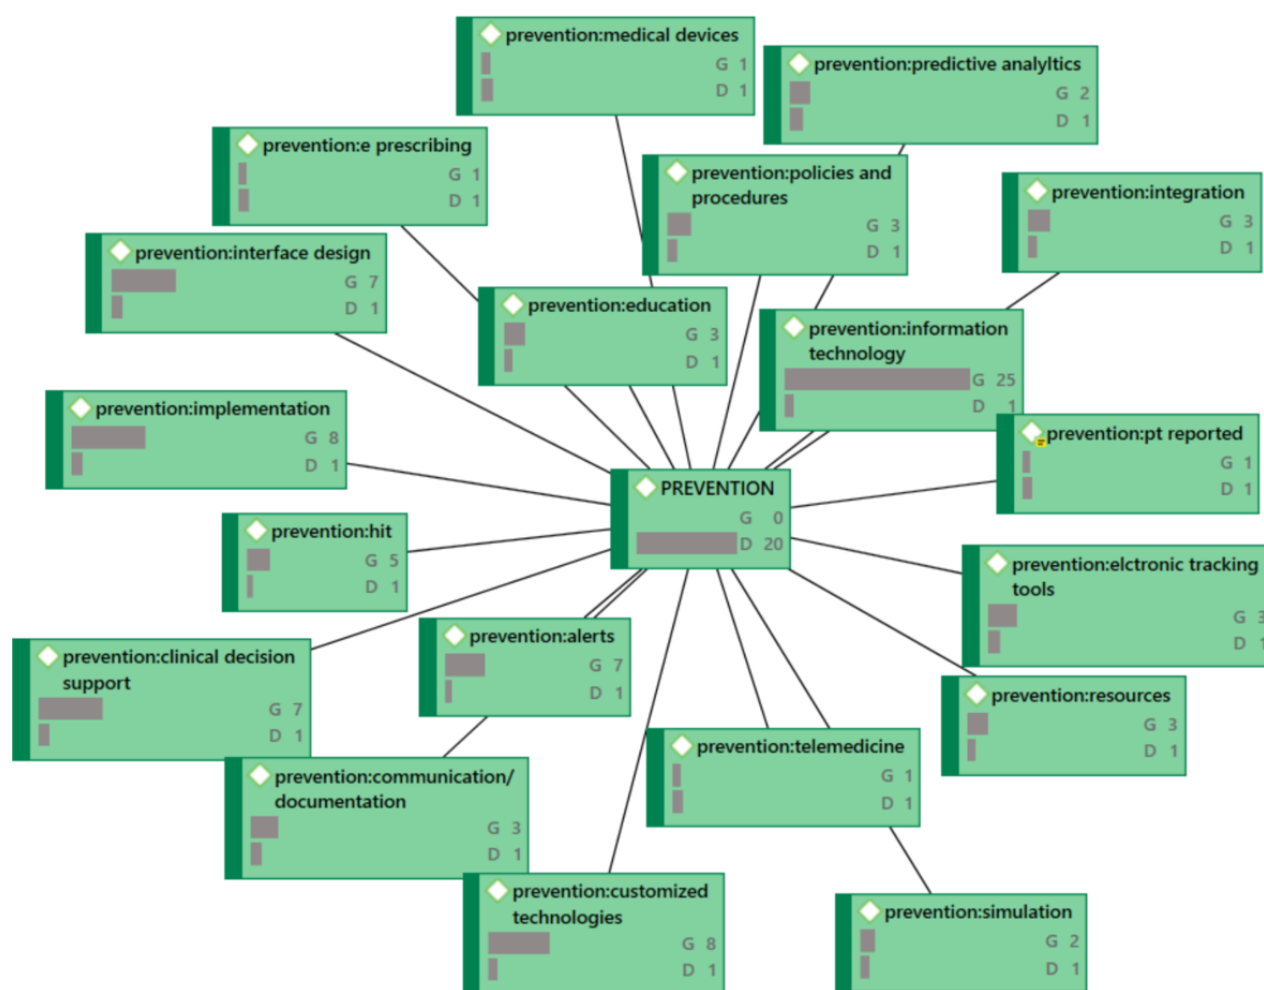 prevention:medical devices
G 1
D 1
prevention:predictive analyltics
G 2
D 1
prevention:e prescribing
G 1
D 1
prevention:policies and
procedures
G 3
D 1
prevention:integration
G 3
D 1
prevention:interface design
G 7
D 1
prevention:education
G 3
D 1
prevention:information
technology
G 25
D 1
prevention:implementation
G 8
D 1
prevention:pt reported
G 1
D 1
PREVENTION
G 0
D 20
prevention:hit
G 5
D 1
prevention:elctronic tracking
tools
G 3
D 1
prevention:alerts
G 7
D 1
prevention:clinical decision
support
G 7
D 1
prevention:resources
G 3
D 1
prevention:telemedicine
G 1
D 1
prevention:communication/
documentation
G 3
D 1
prevention:customized
technologies
G 8
D 1
prevention:simulation
G 2
D 1